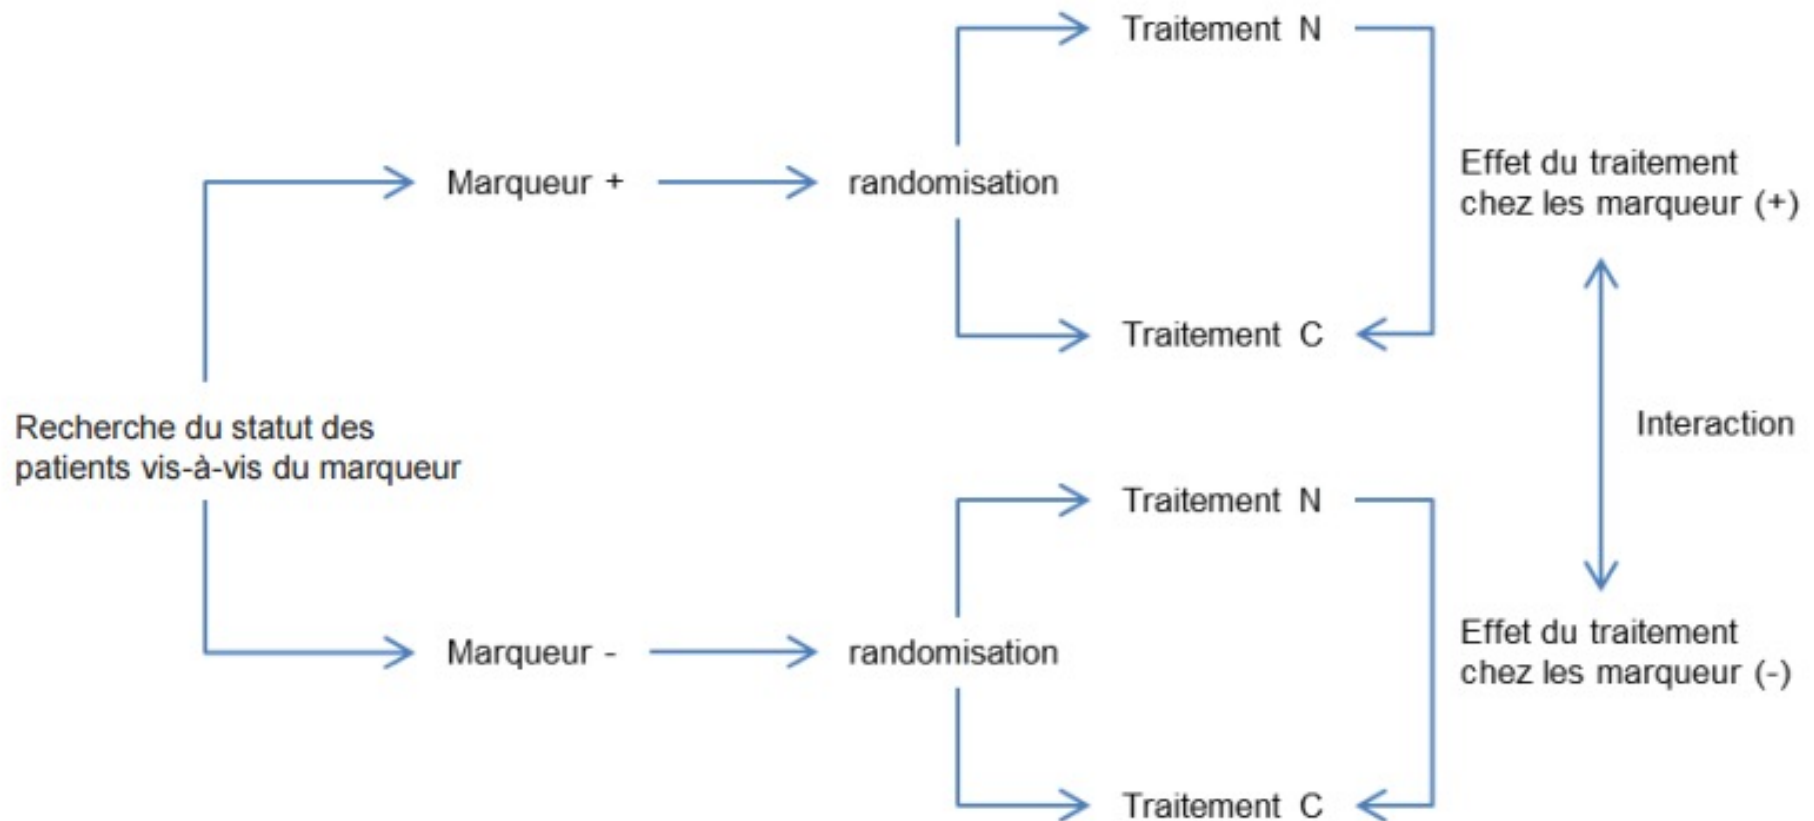 Traitement N
Marqueur +
randomisation
Effet du traitement
chez les marqueur (+)
Traitement C
Recherche du statut des
patients vis-à-vis du marqueur
Interaction
Traitement N
Marqueur -
randomisation
Effet du traitement
chez les marqueur (-)
Traitement C